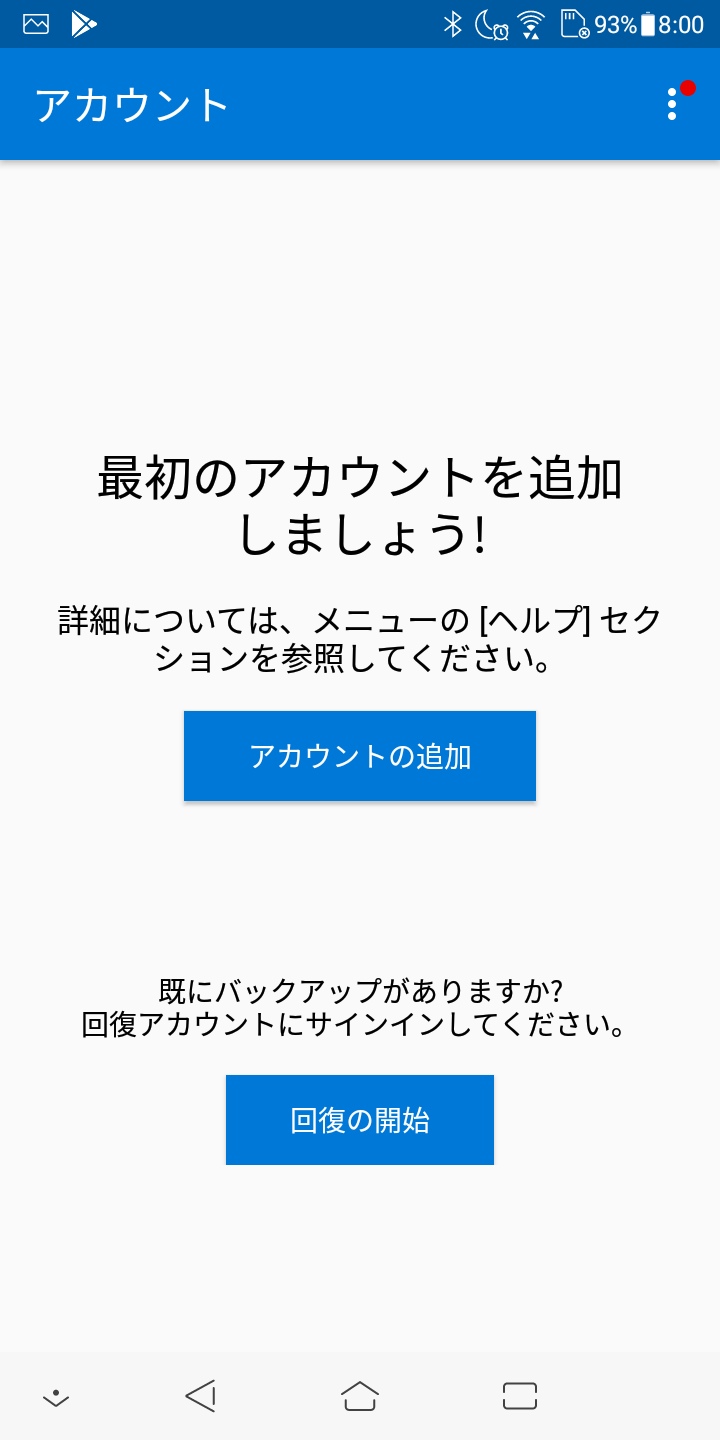 93% 8:00
アカウント
最初のアカウントを追加
しましょう!
詳細については、メニューの [ヘルプ] セク
ションを参照してください。
アカウントの追加
既にバックアップがありますか?
回復アカウントにサインインしてください。
回復の開始